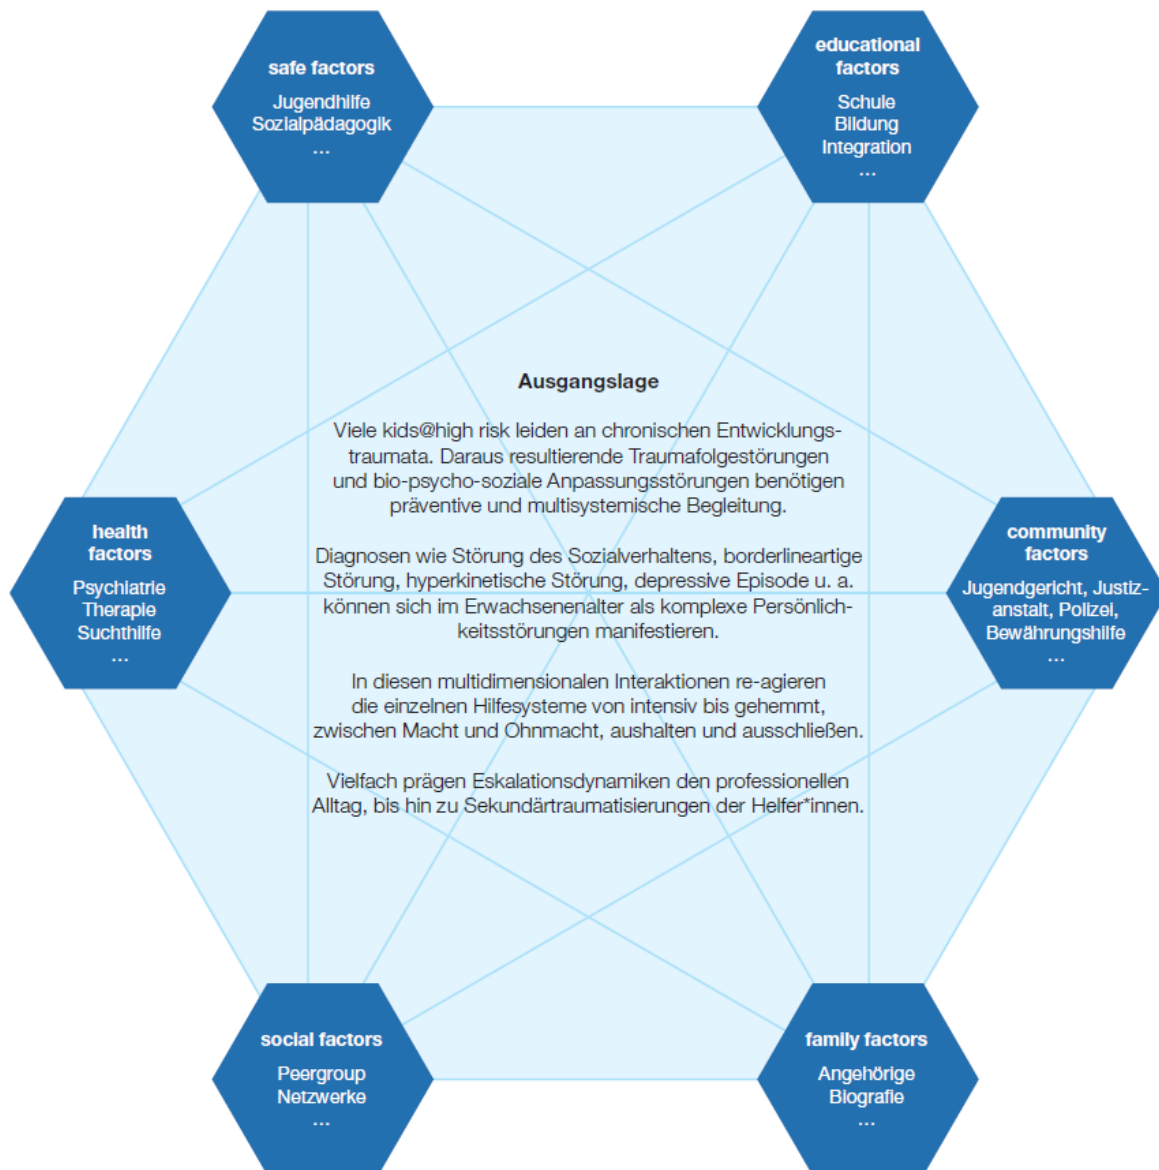 safe factors
Jugendhilfe
Sozialpädagogik
...
educational
factors
Schule
Bildung
Integration
...
Ausgangslage
Viele kids@high risk leiden an chronischen Entwicklungs-
traumata. Daraus resultierende Traumafolgestörungen
und bio-psycho-soziale Anpassungsstörungen benötigen
präventive und multisystemische Begleitung.
Diagnosen wie Störung des Sozialverhaltens, borderlineartige
Störung, hyperkinetische Störung, depressive Episode u. a.
können sich im Erwachsenenalter als komplexe Persönlich-
keitsstörungen manifestieren.
In diesen multidimensionalen Interaktionen re-agieren
die einzelnen Hilfesysteme von intensiv bis gehemmt,
zwischen Macht und Ohnmacht, aushalten und ausschließen.
Vielfach prägen Eskalationsdynamiken den professionellen
Alltag, bis hin zu Sekundärtraumatisierungen der Helfer*innen.
health
factors
Psychiatrie
Therapie
Suchthilfe
...
community
factors
Jugendgericht, Justiz-
anstalt, Polizei,
Bewährungshilfe
...
social factors
Peergroup
Netzwerke
...
family factors
Angehörige
Biografie
...